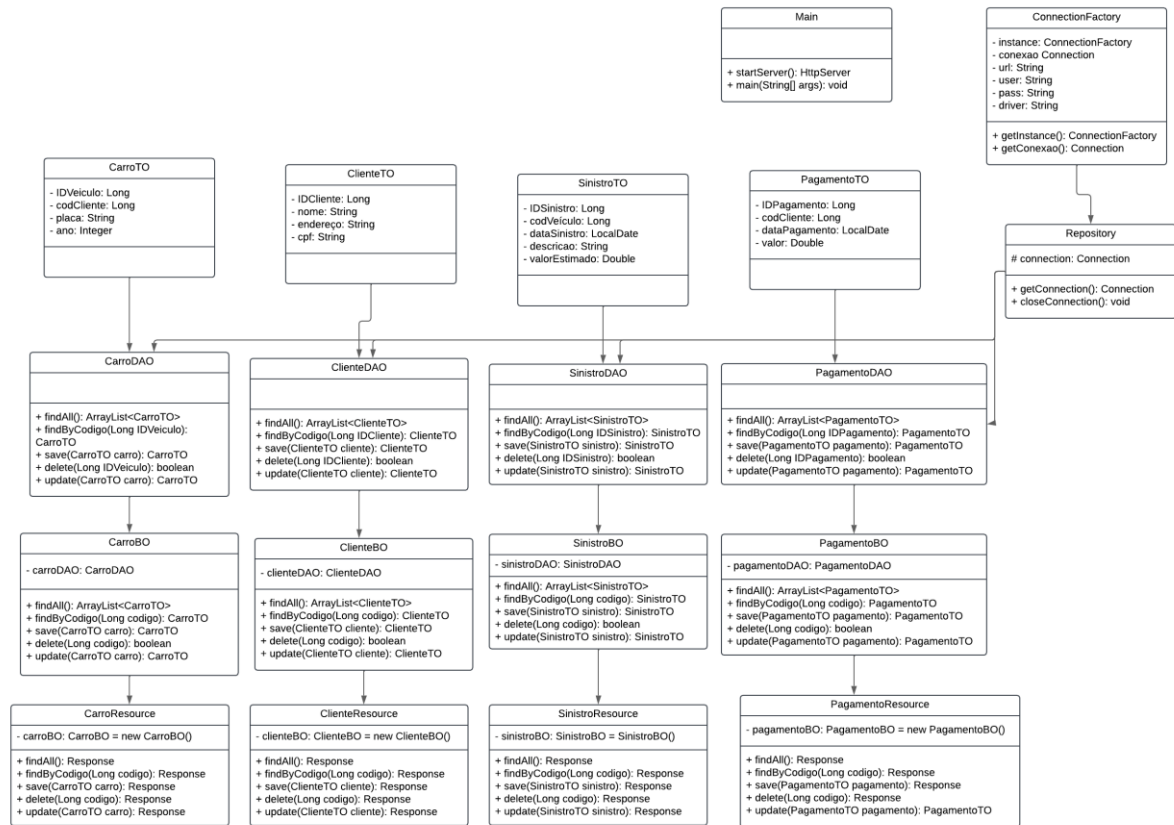 Main
+ startServer(): HttpServer
+ main(String[] args): void
ConnectionFactory
- instance: ConnectionFactory
- conexao Connection
- url: String
- user: String
- pass: String
- driver: String
+ getInstance(): ConnectionFactory
+ getConexao(): Connection
CarroTO
- IDVeiculo: Long
- codCliente: Long
- placa: String
- ano: Integer
ClienteTO
- IDCliente: Long
- nome: String
- endereço: String
- cpf: String
SinistroTO
- IDSinistro: Long
- codVeículo: Long
- dataSinistro: LocalDate
- descricao: String
- valorEstimado: Double
PagamentoTO
- IDPagamento: Long
- codCliente: Long
- dataPagamento: LocalDate
- valor: Double
Repository
# connection: Connection
+ getConnection(): Connection
+ closeConnection(): void
CarroDAO
+ findAll(): ArrayList<CarroTO>
+ findByCodigo(Long IDVeiculo):
CarroTO
+ save(CarroTO carro): CarroTO
+ delete(Long IDVeiculo): boolean
+ update(CarroTO carro): CarroTO
ClienteDAO
+ findAll(): ArrayList<ClienteTO>
+ findByCodigo(Long IDCliente): ClienteTO
+ save(ClienteTO cliente): ClienteTO
+ delete(Long IDCliente): boolean
+ update(ClienteTO cliente): ClienteTO
SinistroDAO
+ findAll(): ArrayList<SinistroTO>
+ findByCodigo(Long IDSinistro): SinistroTO
+ save(SinistroTO sinistro): SinistroTO
+ delete(Long IDSinistro): boolean
+ update(SinistroTO sinistro): SinistroTO
PagamentoDAO
+ findAll(): ArrayList<PagamentoTO>
+ findByCodigo(Long IDPagamento): PagamentoTO
+ save(PagamentoTO pagamento): PagamentoTO
+ delete(Long IDPagamento): boolean
+ update(PagamentoTO pagamento): PagamentoTO
CarroBO
- carroDAO: CarroDAO
+ findAll(): ArrayList<CarroTO>
+ findByCodigo(Long codigo): CarroTO
+ save(CarroTO carro): CarroTO
+ delete(Long codigo): boolean
+ update(CarroTO carro): CarroTO
ClienteBO
- clienteDAO: ClienteDAO
+ findAll(): ArrayList<ClienteTO>
+ findByCodigo(Long codigo): ClienteTO
+ save(ClienteTO cliente): ClienteTO
+ delete(Long codigo): boolean
+ update(ClienteTO cliente): ClienteTO
SinistroBO
- sinistroDAO: SinistroDAO
+ findAll(): ArrayList<SinistroTO>
+ findByCodigo(Long codigo): SinistroTO
+ save(SinistroTO sinistro): SinistroTO
+ delete(Long codigo): boolean
+ update(SinistroTO sinistro): SinistroTO
PagamentoBO
- pagamentoDAO: PagamentoDAO
+ findAll(): ArrayList<PagamentoTO>
+ findByCodigo(Long codigo): PagamentoTO
+ save(PagamentoTO pagamento): PagamentoTO
+ delete(Long codigo): boolean
+ update(PagamentoTO pagamento): PagamentoTO
CarroResource
- carroBO: CarroBO = new CarroBO()
+ findAll(): Response
+ findByCodigo(Long codigo): Response
+ save(CarroTO carro): Response
+ delete(Long codigo): Response
+ update(CarroTO carro): Response
ClienteResource
- clienteBO: ClienteBO = new ClienteBO()
+ findAll(): Response
+ findByCodigo(Long codigo): Response
+ save(ClienteTO cliente): Response
+ delete(Long codigo): Response
+ update(ClienteTO cliente): Response
SinistroResource
- sinistroBO: SinistroBO = SinistroBO()
+ findAll(): Response
+ findByCodigo(Long codigo): Response
+ save(SinistroTO sinistro): Response
+ delete(Long codigo): Response
+ update(SinistroTO sinistro): Response
PagamentoResource
- pagamentoBO: PagamentoBO = new PagamentoBO()
+ findAll(): Response
+ findByCodigo(Long codigo): Response
+ save(PagamentoTO pagamento): Response
+ delete(Long codigo): Response
+ update(PagamentoTO pagamento): PagamentoTO